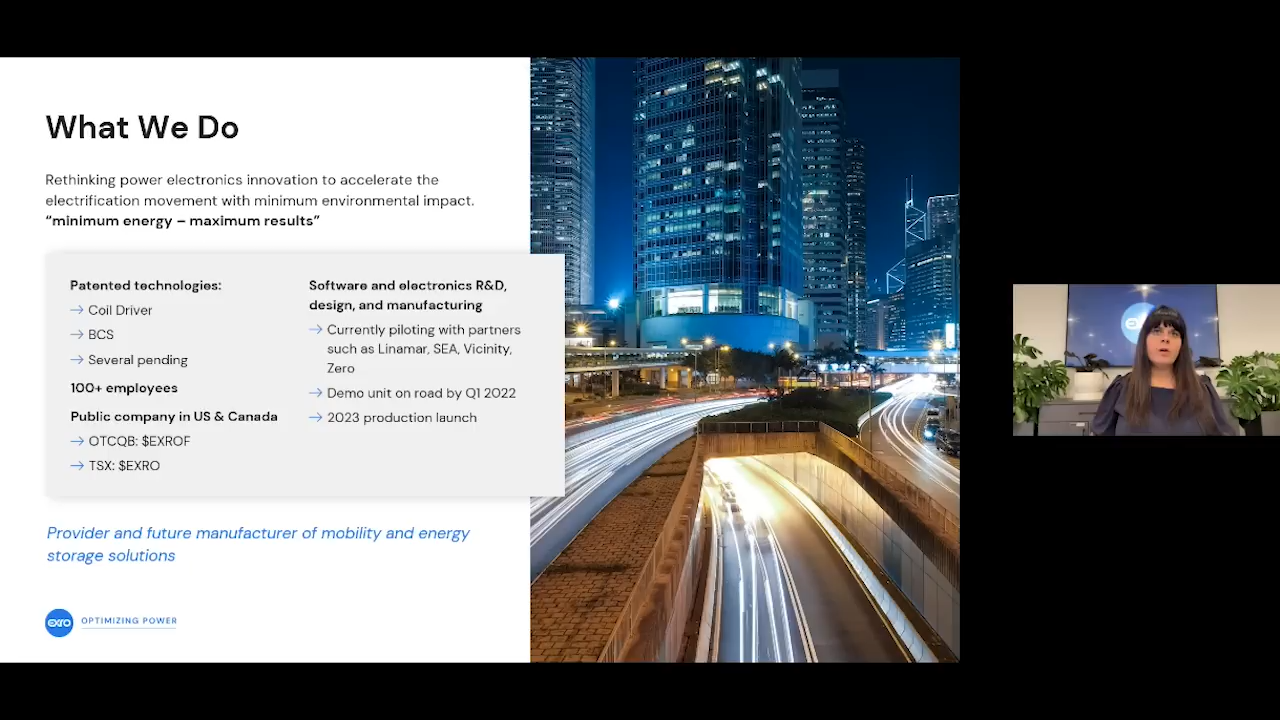 What We Do
Rethinking power electronics innovation to accelerate the
electrification movement with minimum environmental impact.
“minimum energy – maximum results”
Patented technologies:
→ Coil Driver
→ BCS
→ Several pending
100+ employees
Public company in US & Canada
→ OTCQB: $EXROF
→ TSX: $EXRO
Software and electronics R&D,
design, and manufacturing
→ Currently piloting with partners
such as Linamar, SEA, Vicinity,
Zero
→ Demo unit on road by Q1 2022
→ 2023 production launch
Provider and future manufacturer of mobility and energy
storage solutions
exro OPTIMIZING POWER